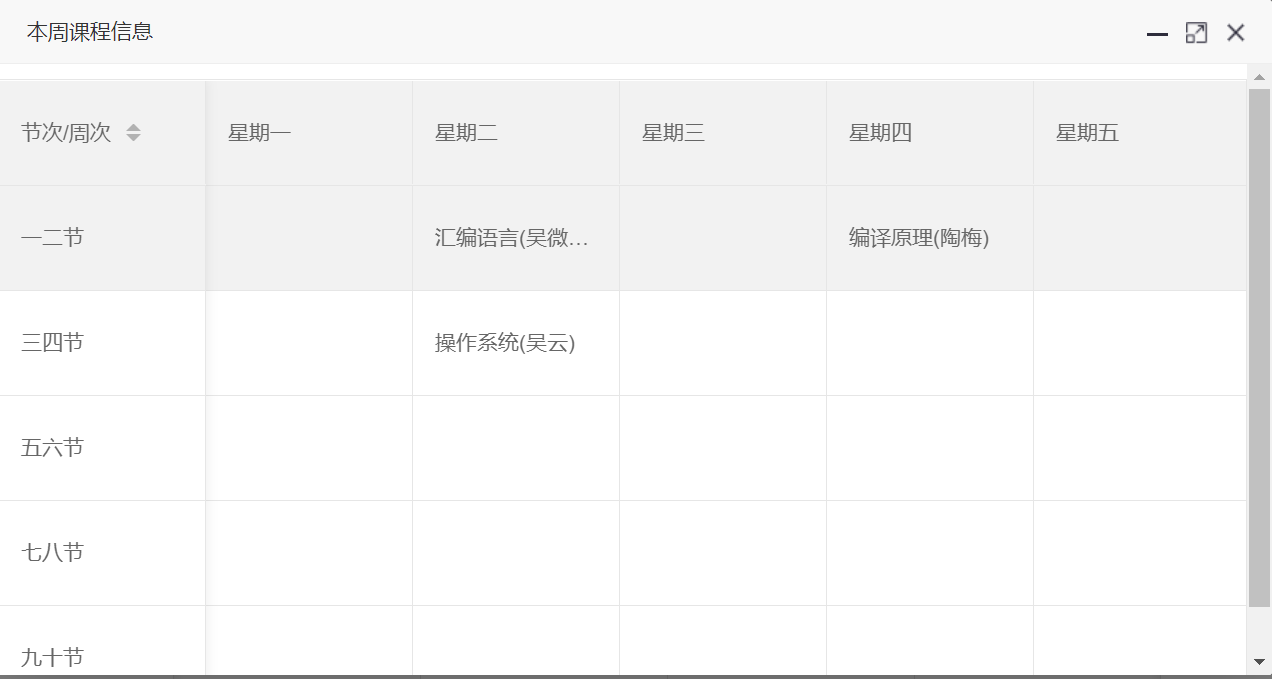 本周课程信息
节次/周次 星期一 星期二 星期三 星期四 星期五
一二节 汇编语言(吴微… 编译原理(陶梅)
三四节 操作系统(吴云)
五六节
七八节
九十节